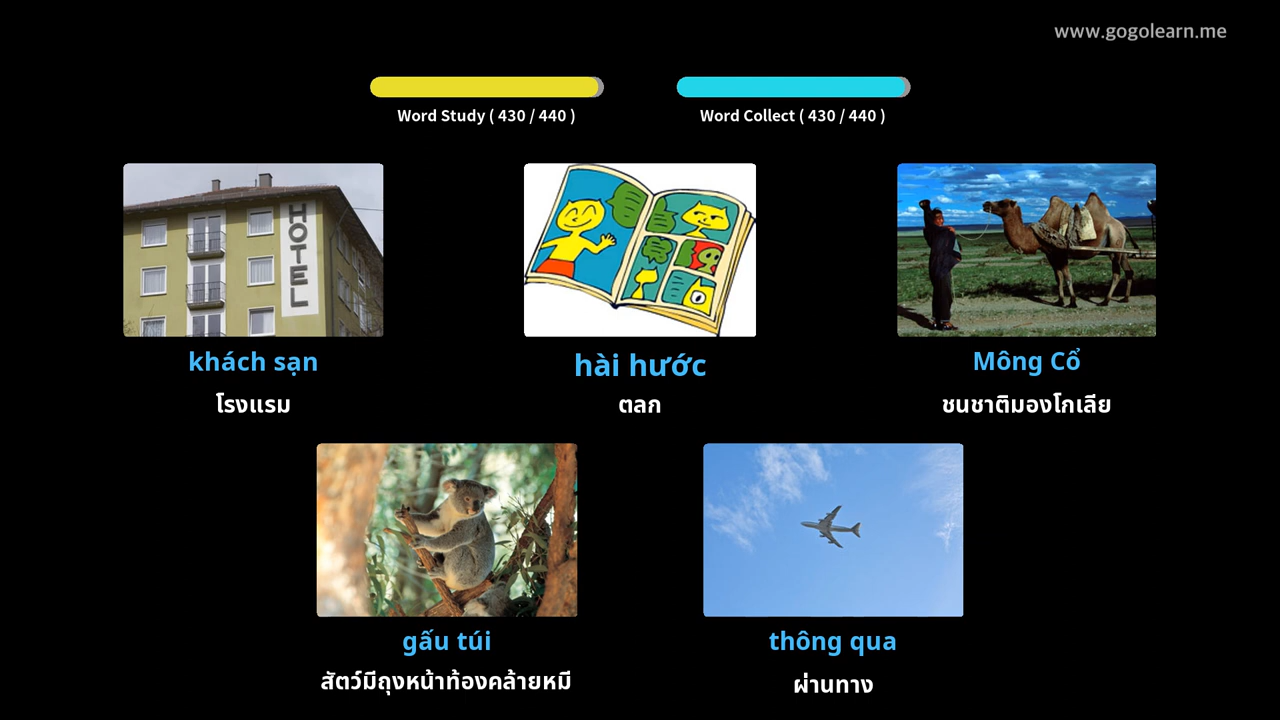 www.gogolearn.me
Word Study ( 430 / 440 )
Word Collect ( 430 / 440 )
HOTEL
khách sạn
hài hước
Mông Cổ
โรงแรม
ตลก
ชนชาติมองโกเลีย
gấu túi
thông qua
สัตว์มีถุงหน้าท้องคล้ายหมี
ผ่านทาง